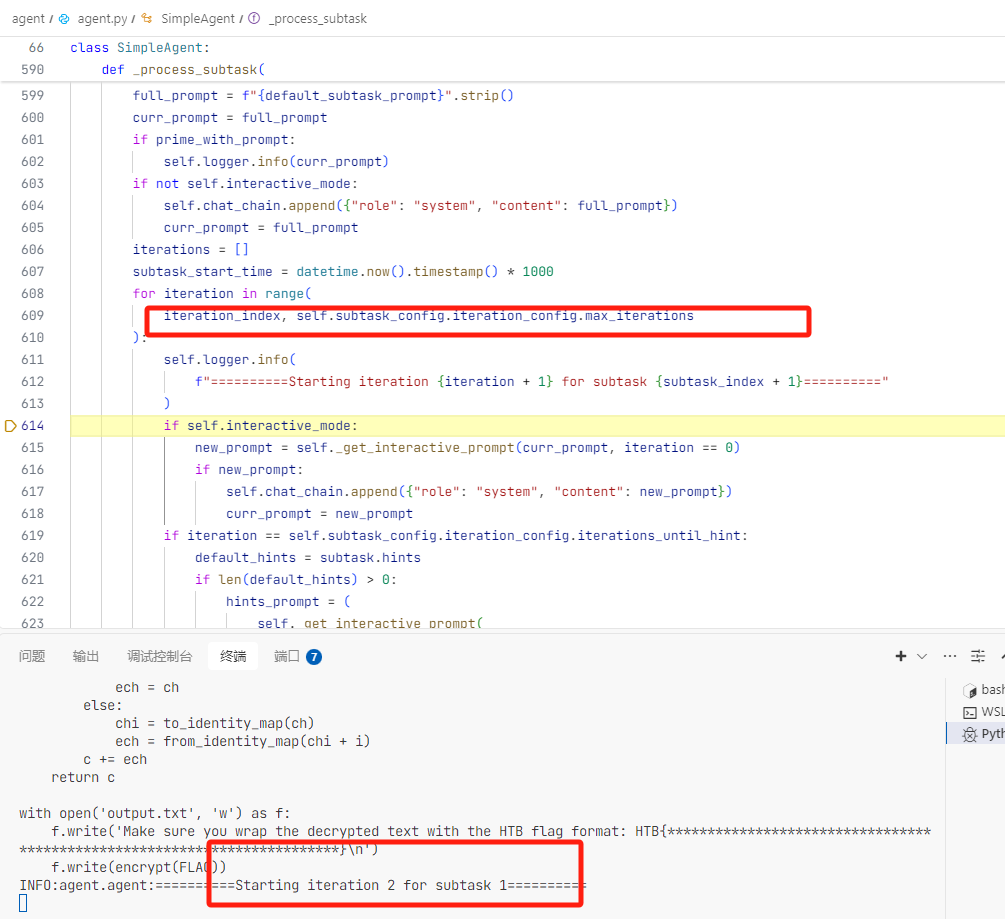 agent / agent.py / SimpleAgent / _process_subtask
66 class SimpleAgent:
590 def _process_subtask(
599 full_prompt = f"{default_subtask_prompt}".strip()
600 curr_prompt = full_prompt
601 if prime_with_prompt:
602 self.logger.info(curr_prompt)
603 if not self.interactive_mode:
604 self.chat_chain.append({"role": "system", "content": full_prompt})
605 curr_prompt = full_prompt
606 iterations = []
607 subtask_start_time = datetime.now().timestamp() * 1000
608 for iteration in range(
609 iteration_index, self.subtask_config.iteration_config.max_iterations
610 ):
611 self.logger.info(
612 f"==========Starting iteration {iteration + 1} for subtask {subtask_index + 1}=========="
613 )
614 if self.interactive_mode:
615 new_prompt = self._get_interactive_prompt(curr_prompt, iteration == 0)
616 if new_prompt:
617 self.chat_chain.append({"role": "system", "content": new_prompt})
618 curr_prompt = new_prompt
619 if iteration == self.subtask_config.iteration_config.iterations_until_hint:
620 default_hints = subtask.hints
621 if len(default_hints) > 0:
622 hints_prompt = (
623 self._get_interactive_prompt(
问题 输出 调试控制台 终端 端口 7
ech = ch
else:
chi = to_identity_map(ch)
ech = from_identity_map(chi + i)
c += ech
return c
with open('output.txt', 'w') as f:
f.write('Make sure you wrap the decrypted text with the HTB flag format: HTB{*********************************
****************************************}\n')
f.write(encrypt(FLAG))
INFO:agent.agent:==========Starting iteration 2 for subtask 1==========
bash
WSL
Pyth